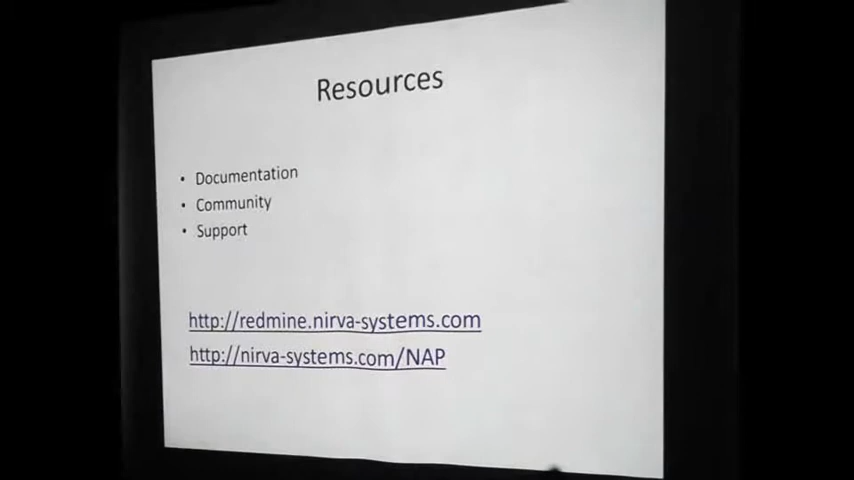 Resources
• Documentation
• Community
• Support
http://redmine.nirva-systems.com
http://nirva-systems.com/NAP